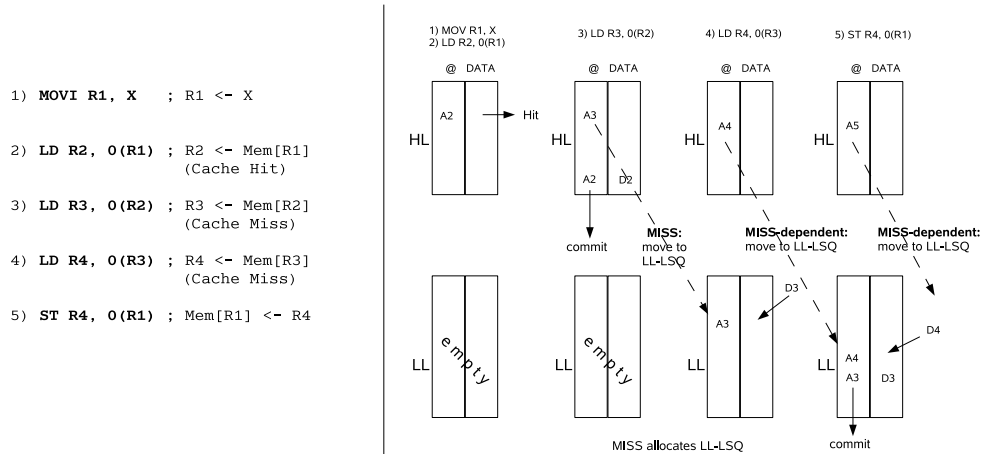 1) MOVI R1, X ; R1 <- X
2) LD R2, 0(R1) ; R2 <- Mem[R1]
(Cache Hit)
3) LD R3, 0(R2) ; R3 <- Mem[R2]
(Cache Miss)
4) LD R4, 0(R3) ; R4 <- Mem[R3]
(Cache Miss)
5) ST R4, 0(R1) ; Mem[R1] <- R4
1) MOV R1, X
2) LD R2, 0(R1)
@ DATA
HL
A2
Hit
LL
empty
3) LD R3, 0(R2)
@ DATA
HL
A3
A2 D2
commit
MISS:
move to
LL-LSQ
LL
empty
4) LD R4, 0(R3)
@ DATA
HL
A4
MISS-dependent:
move to LL-LSQ
D3
A3
LL
5) ST R4, 0(R1)
@ DATA
HL
A5
MISS-dependent:
move to LL-LSQ
D4
LL
A4
A3 D3
commit
MISS allocates LL-LSQ